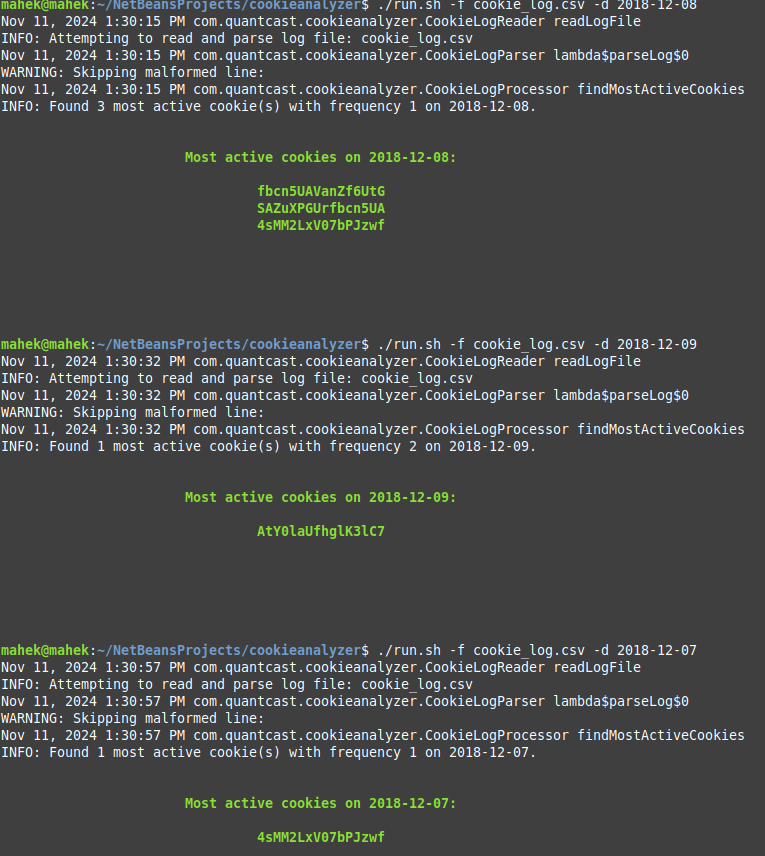 mahek@mahek:~/NetBeansProjects/cookieanalyzer$ ./run.sh -f cookie_log.csv -d 2018-12-08
Nov 11, 2024 1:30:15 PM com.quantcast.cookieanalyzer.CookieLogReader readLogFile
INFO: Attempting to read and parse log file: cookie_log.csv
Nov 11, 2024 1:30:15 PM com.quantcast.cookieanalyzer.CookieLogParser lambda$parseLog$0
WARNING: Skipping malformed line:
Nov 11, 2024 1:30:15 PM com.quantcast.cookieanalyzer.CookieLogProcessor findMostActiveCookies
INFO: Found 3 most active cookie(s) with frequency 1 on 2018-12-08.
Most active cookies on 2018-12-08:
fbcn5UAVanZf6UtG
SAZuXPGUrfbcn5UA
4sMM2LxV07bPJzwf
mahek@mahek:~/NetBeansProjects/cookieanalyzer$ ./run.sh -f cookie_log.csv -d 2018-12-09
Nov 11, 2024 1:30:32 PM com.quantcast.cookieanalyzer.CookieLogReader readLogFile
INFO: Attempting to read and parse log file: cookie_log.csv
Nov 11, 2024 1:30:32 PM com.quantcast.cookieanalyzer.CookieLogParser lambda$parseLog$0
WARNING: Skipping malformed line:
Nov 11, 2024 1:30:32 PM com.quantcast.cookieanalyzer.CookieLogProcessor findMostActiveCookies
INFO: Found 1 most active cookie(s) with frequency 2 on 2018-12-09.
Most active cookies on 2018-12-09:
AtY0laUfhglK3lC7
mahek@mahek:~/NetBeansProjects/cookieanalyzer$ ./run.sh -f cookie_log.csv -d 2018-12-07
Nov 11, 2024 1:30:57 PM com.quantcast.cookieanalyzer.CookieLogReader readLogFile
INFO: Attempting to read and parse log file: cookie_log.csv
Nov 11, 2024 1:30:57 PM com.quantcast.cookieanalyzer.CookieLogParser lambda$parseLog$0
WARNING: Skipping malformed line:
Nov 11, 2024 1:30:57 PM com.quantcast.cookieanalyzer.CookieLogProcessor findMostActiveCookies
INFO: Found 1 most active cookie(s) with frequency 1 on 2018-12-07.
Most active cookies on 2018-12-07:
4sMM2LxV07bPJzwf